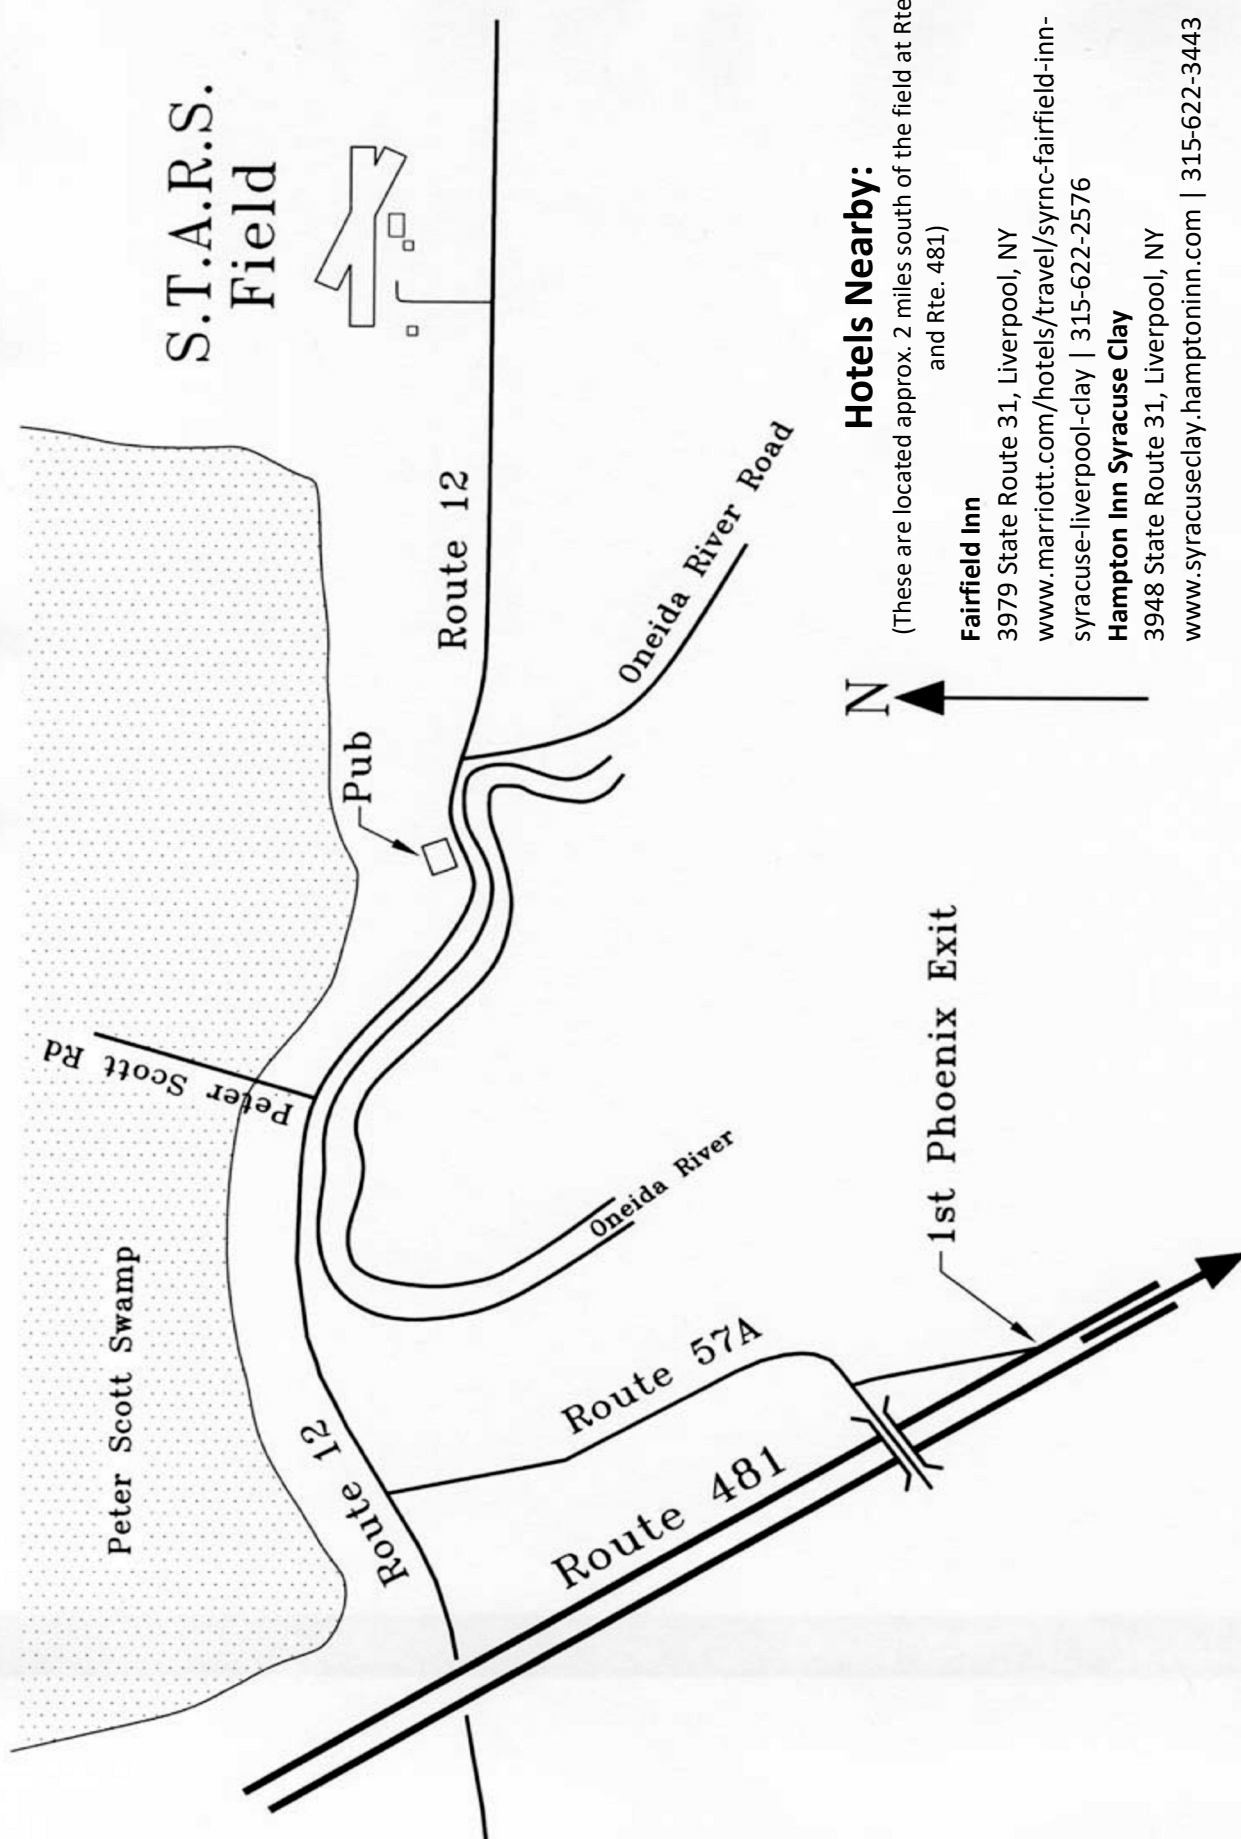 S.T.A.R.S.
Field
Peter Scott Swamp
Peter Scott Rd
Pub
Route 12
Route 12
Oneida River Road
Oneida River
Route 57A
Route 481
1st Phoenix Exit
N
Hotels Nearby:
(These are located approx. 2 miles south of the field at Rte
and Rte. 481)
Fairfield Inn
3979 State Route 31, Liverpool, NY
www.marriott.com/hotels/travel/syrnc-fairfield-inn-
syracuse-liverpool-clay | 315-622-2576
Hampton Inn Syracuse Clay
3948 State Route 31, Liverpool, NY
www.syracuseclay.hamptoninn.com | 315-622-3443